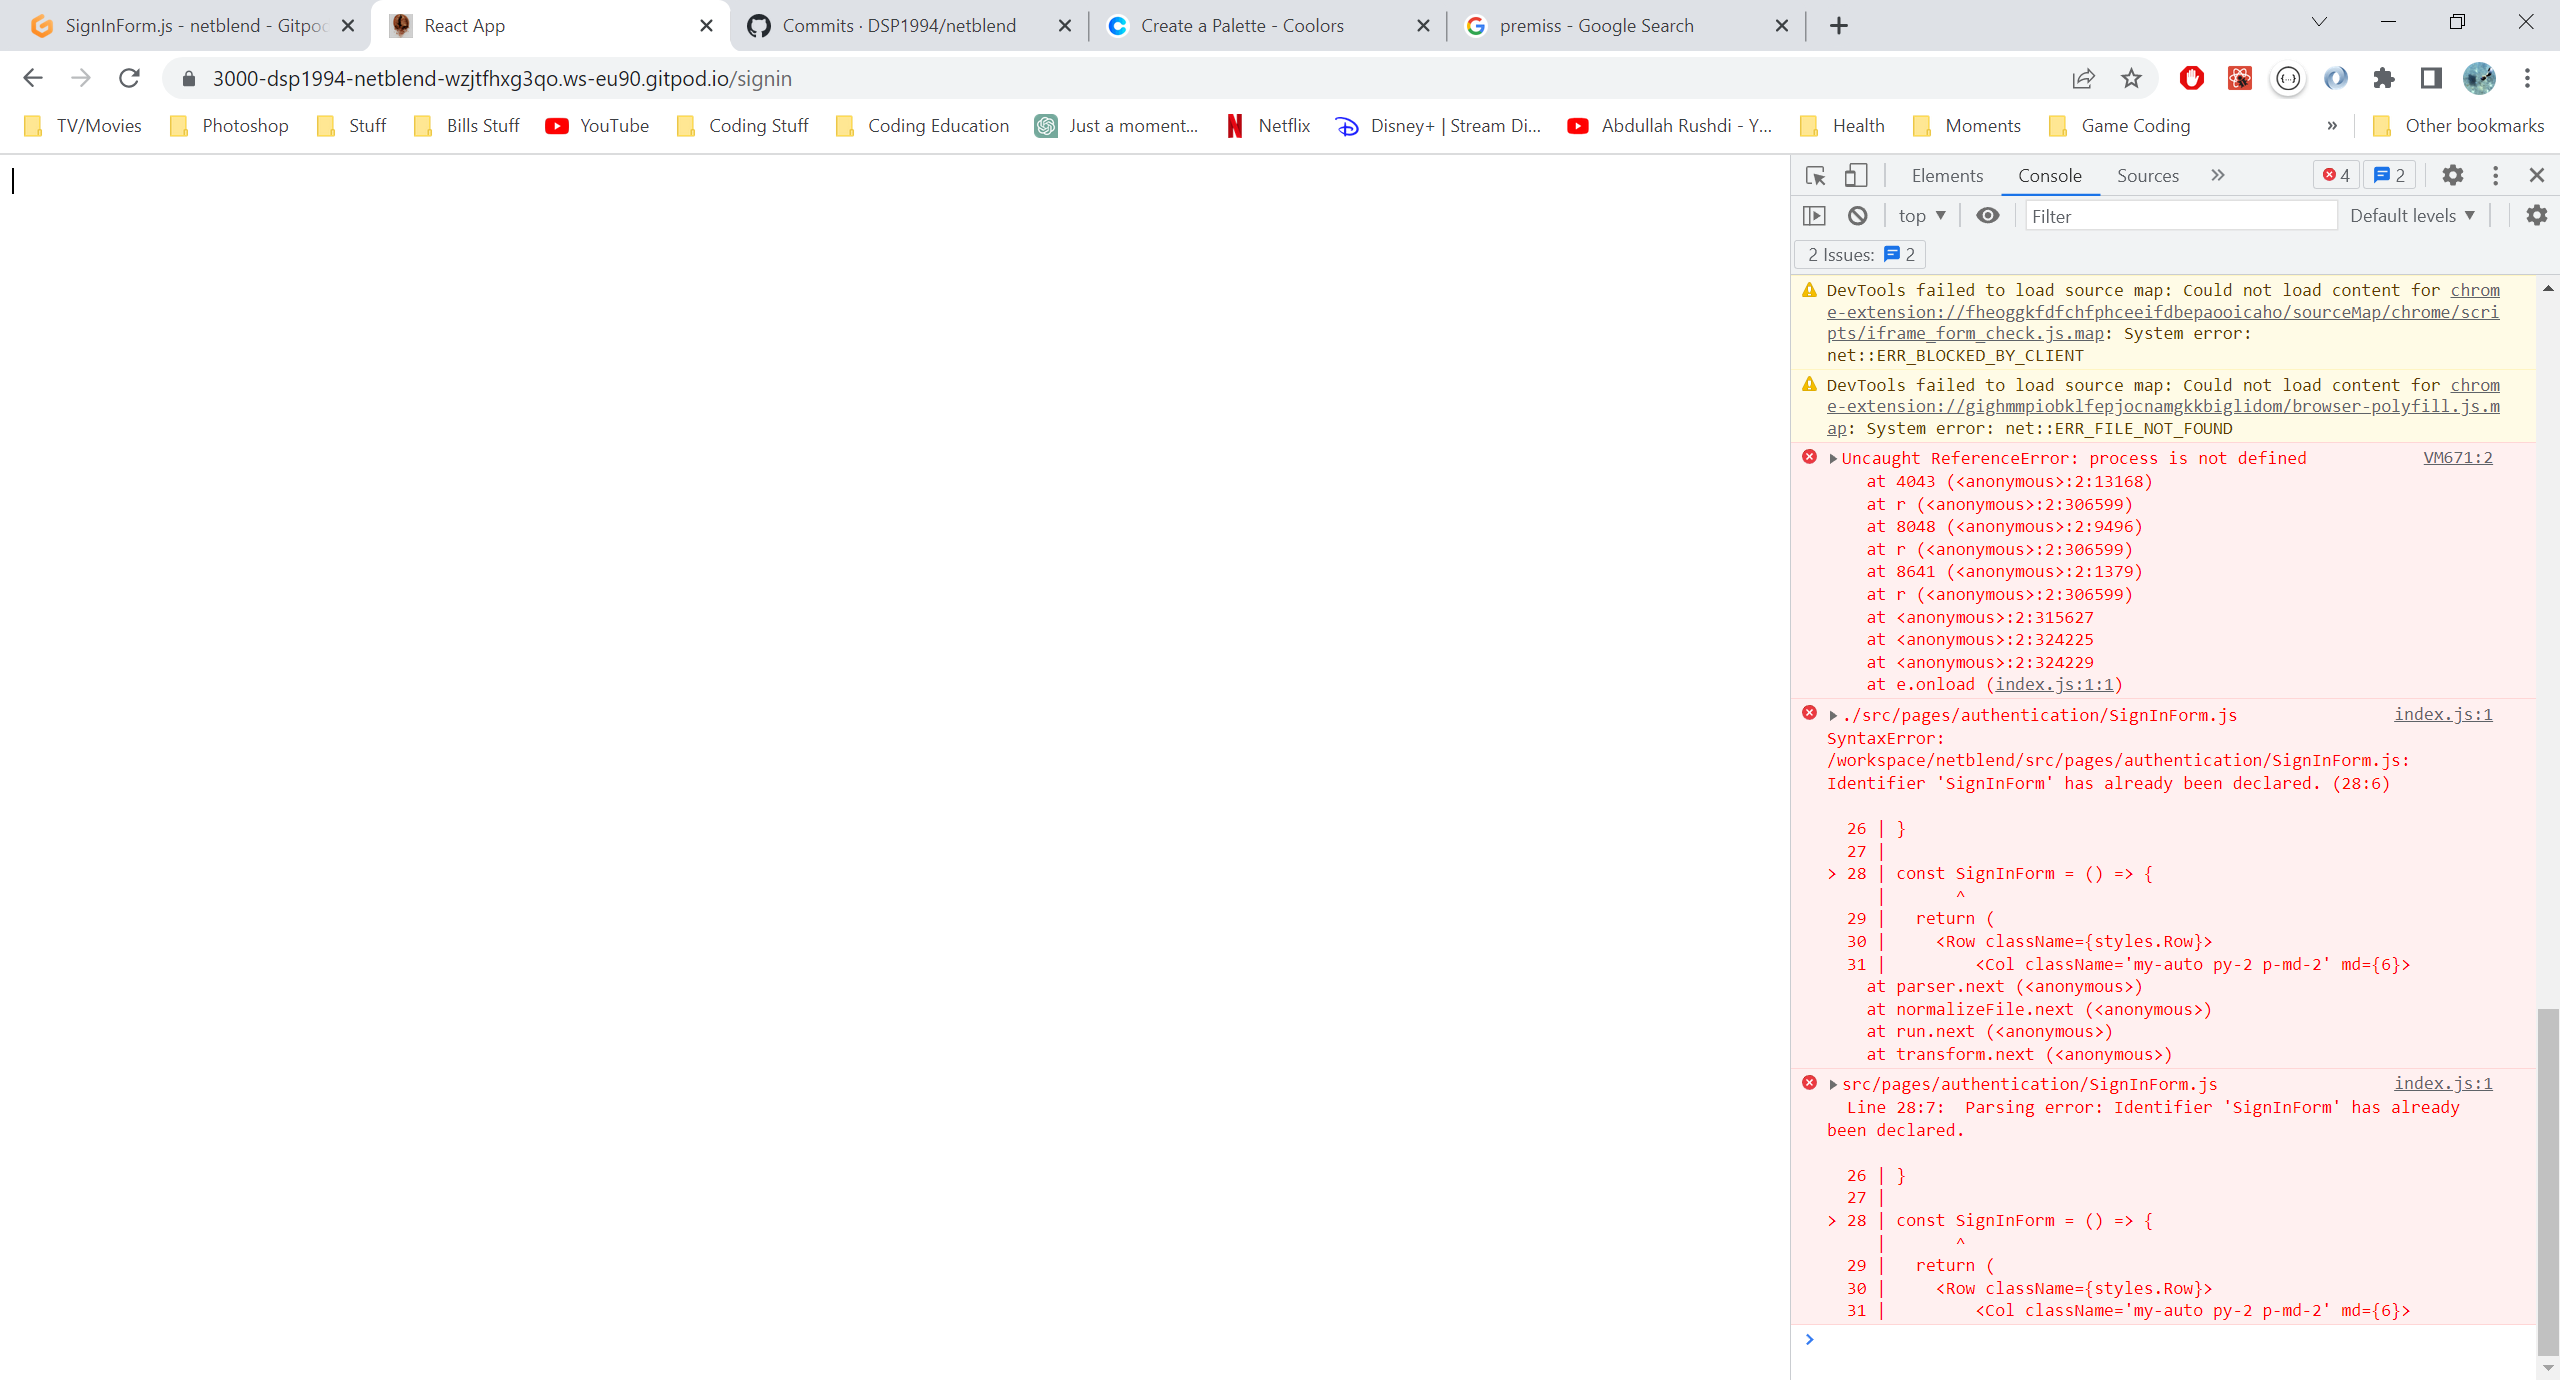 SignInForm.js - netblend - Gitpod
React App
Commits · DSP1994/netblend
Create a Palette - Coolors
premiss - Google Search
3000-dsp1994-netblend-wzjtfhxg3qo.ws-eu90.gitpod.io/signin
TV/Movies
Photoshop
Stuff
Bills Stuff
YouTube
Coding Stuff
Coding Education
Just a moment...
Netflix
Disney+ | Stream Di...
Abdullah Rushdi - Y...
Health
Moments
Game Coding
»
Other bookmarks
Elements
Console
Sources
4
2
top
Filter
Default levels
2 Issues: 2
DevTools failed to load source map: Could not load content for chrom
e-extension://fheoggkfdfchfphceeifdbepaooicaho/sourceMap/chrome/scri
pts/iframe_form_check.js.map: System error:
net::ERR_BLOCKED_BY_CLIENT
DevTools failed to load source map: Could not load content for chrom
e-extension://gighmmpiobklfepjocnamgkkbiglidom/browser-polyfill.js.m
ap: System error: net::ERR_FILE_NOT_FOUND
Uncaught ReferenceError: process is not defined VM671:2
at 4043 (<anonymous>:2:13168)
at r (<anonymous>:2:306599)
at 8048 (<anonymous>:2:9496)
at r (<anonymous>:2:306599)
at 8641 (<anonymous>:2:1379)
at r (<anonymous>:2:306599)
at <anonymous>:2:315627
at <anonymous>:2:324225
at <anonymous>:2:324229
at e.onload (index.js:1:1)
./src/pages/authentication/SignInForm.js index.js:1
SyntaxError:
/workspace/netblend/src/pages/authentication/SignInForm.js:
Identifier 'SignInForm' has already been declared. (28:6)
26 | }
27 |
> 28 | const SignInForm = () => {
| ^
29 | return (
30 | <Row className={styles.Row}>
31 | <Col className='my-auto py-2 p-md-2' md={6}>
at parser.next (<anonymous>)
at normalizeFile.next (<anonymous>)
at run.next (<anonymous>)
at transform.next (<anonymous>)
src/pages/authentication/SignInForm.js index.js:1
Line 28:7: Parsing error: Identifier 'SignInForm' has already
been declared.
26 | }
27 |
> 28 | const SignInForm = () => {
| ^
29 | return (
30 | <Row className={styles.Row}>
31 | <Col className='my-auto py-2 p-md-2' md={6}>